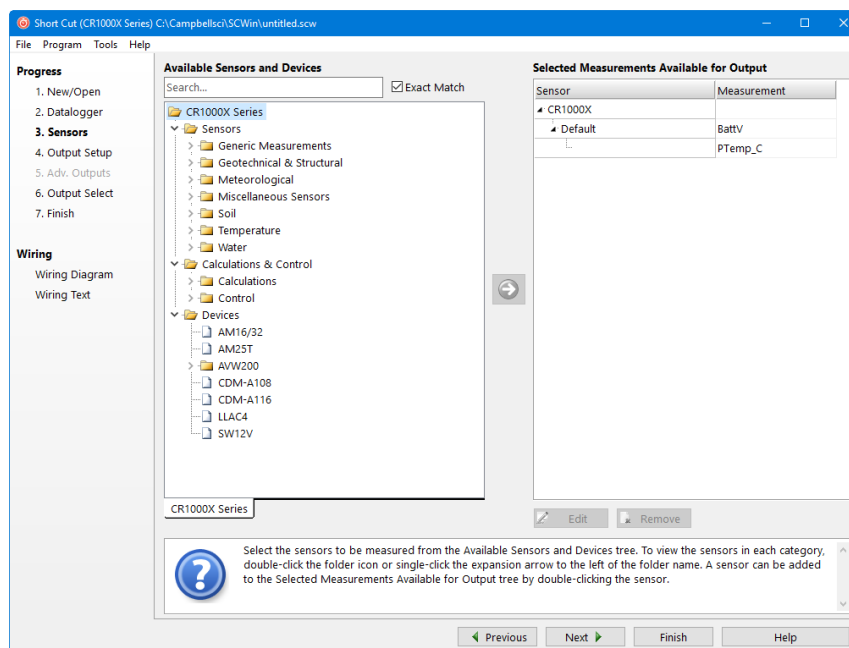 Short Cut (CR1000X Series) C:\Campbellsci\SCWin\untitled.scw
File Program Tools Help
Progress
1. New/Open
2. Datalogger
3. Sensors
4. Output Setup
5. Adv. Outputs
6. Output Select
7. Finish
Wiring
Wiring Diagram
Wiring Text
Available Sensors and Devices
Search...
Exact Match
CR1000X Series
Sensors
Generic Measurements
Geotechnical & Structural
Meteorological
Miscellaneous Sensors
Soil
Temperature
Water
Calculations & Control
Calculations
Control
Devices
AM16/32
AM25T
AVW200
CDM-A108
CDM-A116
LLAC4
SW12V
CR1000X Series
Selected Measurements Available for Output
Sensor Measurement
CR1000X
Default BattV
PTemp_C
Edit Remove
Select the sensors to be measured from the Available Sensors and Devices tree. To view the sensors in each category,
double-click the folder icon or single-click the expansion arrow to the left of the folder name. A sensor can be added
to the Selected Measurements Available for Output tree by double-clicking the sensor.
Previous Next Finish Help